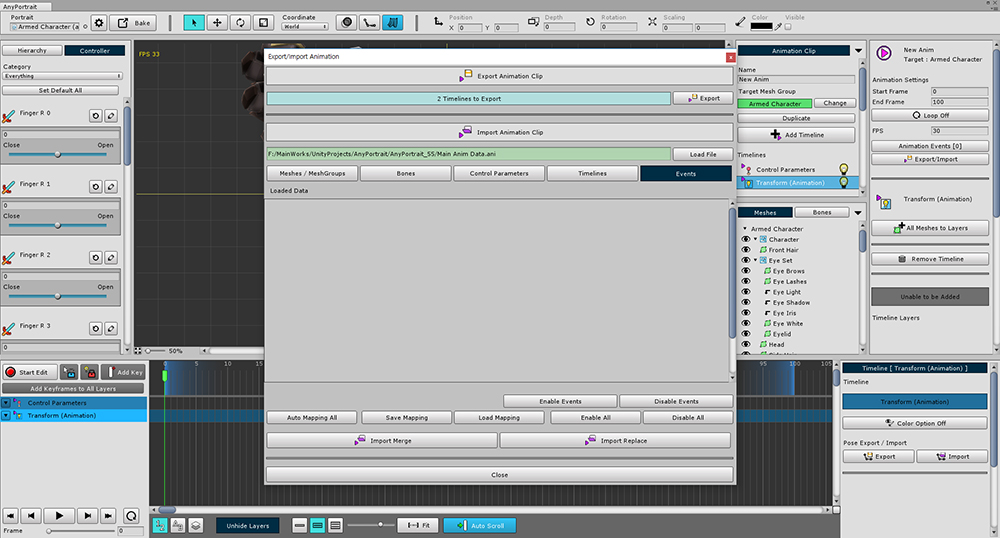 AnyPortrait
Portrait
Armed Character (a
Bake
Coordinate
World
Position
X 0 Y 0
Depth
0
Rotation
0
Scaling
0 0
Color
Visible
Hierarchy
Controller
Category
Everything
Set Default All
Finger R 0
0
Close Open
Finger R 1
0
Close Open
Finger R 2
0
Close Open
Finger R 3
0
FPS 33
50%
Export/Import Animation
Export Animation Clip
2 Timelines to Export
Export
Import Animation Clip
F:/MainWorks/UnityProjects/AnyPortrait/AnyPortrait_55/Main Anim Data.ani
Load File
Meshes / MeshGroups
Bones
Control Parameters
Timelines
Events
Loaded Data
Enable Events
Disable Events
Auto Mapping All
Save Mapping
Load Mapping
Enable All
Disable All
Import Merge
Import Replace
Close
Animation Clip
Name
New Anim
Target Mesh Group
Armed Character
Change
Duplicate
Add Timeline
Timelines
Control Parameters
Transform (Animation)
Meshes
Bones
Armed Character
Character
Front Hair
Eye Set
Eye Brows
Eye Lashes
Eye Light
Eye Shadow
Eye Iris
Eye White
Eyelid
Head
New Anim
Target : Armed Character
Animation Settings
Start Frame 0
End Frame 100
Loop Off
FPS 30
Animation Events [0]
Export/Import
Transform (Animation)
All Meshes to Layers
Remove Timeline
Unable to be Added
Timeline Layers
Start Edit
Add Key
Add Keyframes to All Layers
Control Parameters
Transform (Animation)
0 5 10 15 100 105
Frame 0
Unhide Layers
Fit
Auto Scroll
Timeline [ Transform (Animation) ]
Timeline
Transform (Animation)
Color Option Off
Pose Export / Import
Export
Import